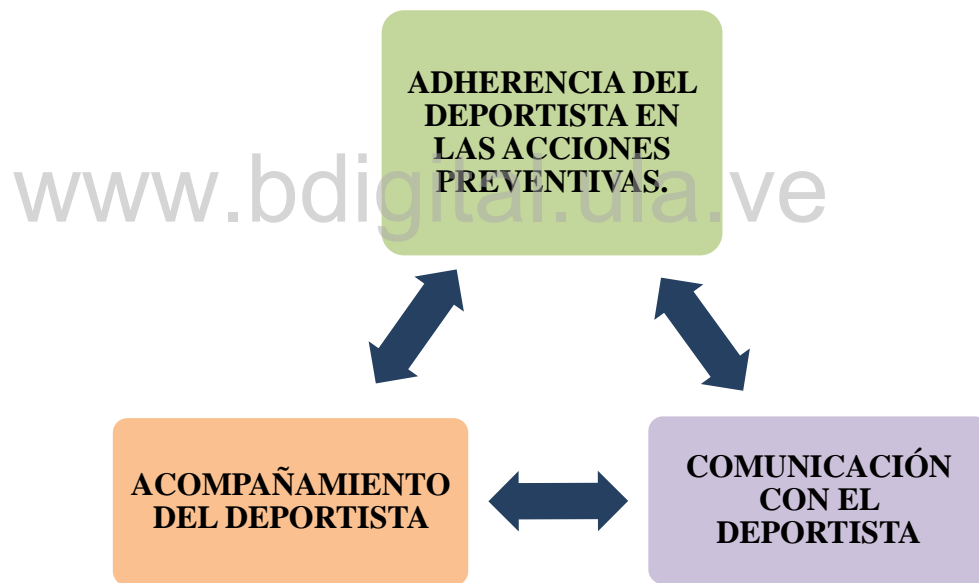 ADHERENCIA DEL
DEPORTISTA EN
LAS ACCIONES
PREVENTIVAS.
www.bdigital.ula.ve
ACOMPAÑAMIENTO
DEL DEPORTISTA
COMUNICACIÓN
CON EL
DEPORTISTA